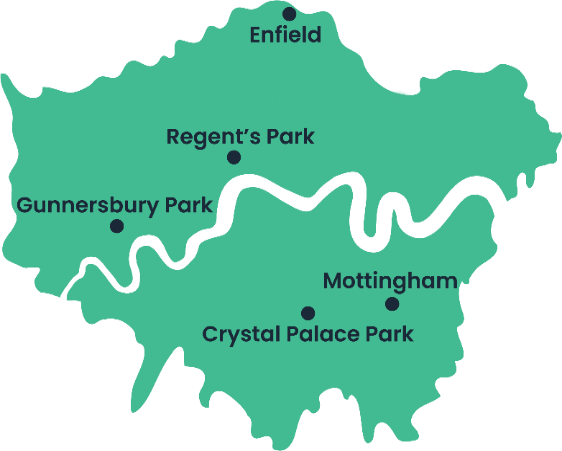 Enfield
Regent's Park
Gunnersbury Park
Mottingham
Crystal Palace Park